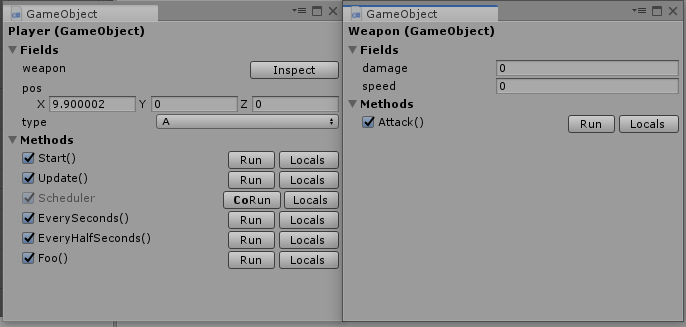 GameObject
Player (GameObject)
Fields
weapon Inspect
pos
X 9.900002 Y 0 Z 0
type A
Methods
Start() Run Locals
Update() Run Locals
Scheduler CoRun Locals
EverySeconds() Run Locals
EveryHalfSeconds() Run Locals
Foo() Run Locals
GameObject
Weapon (GameObject)
Fields
damage 0
speed 0
Methods
Attack() Run Locals